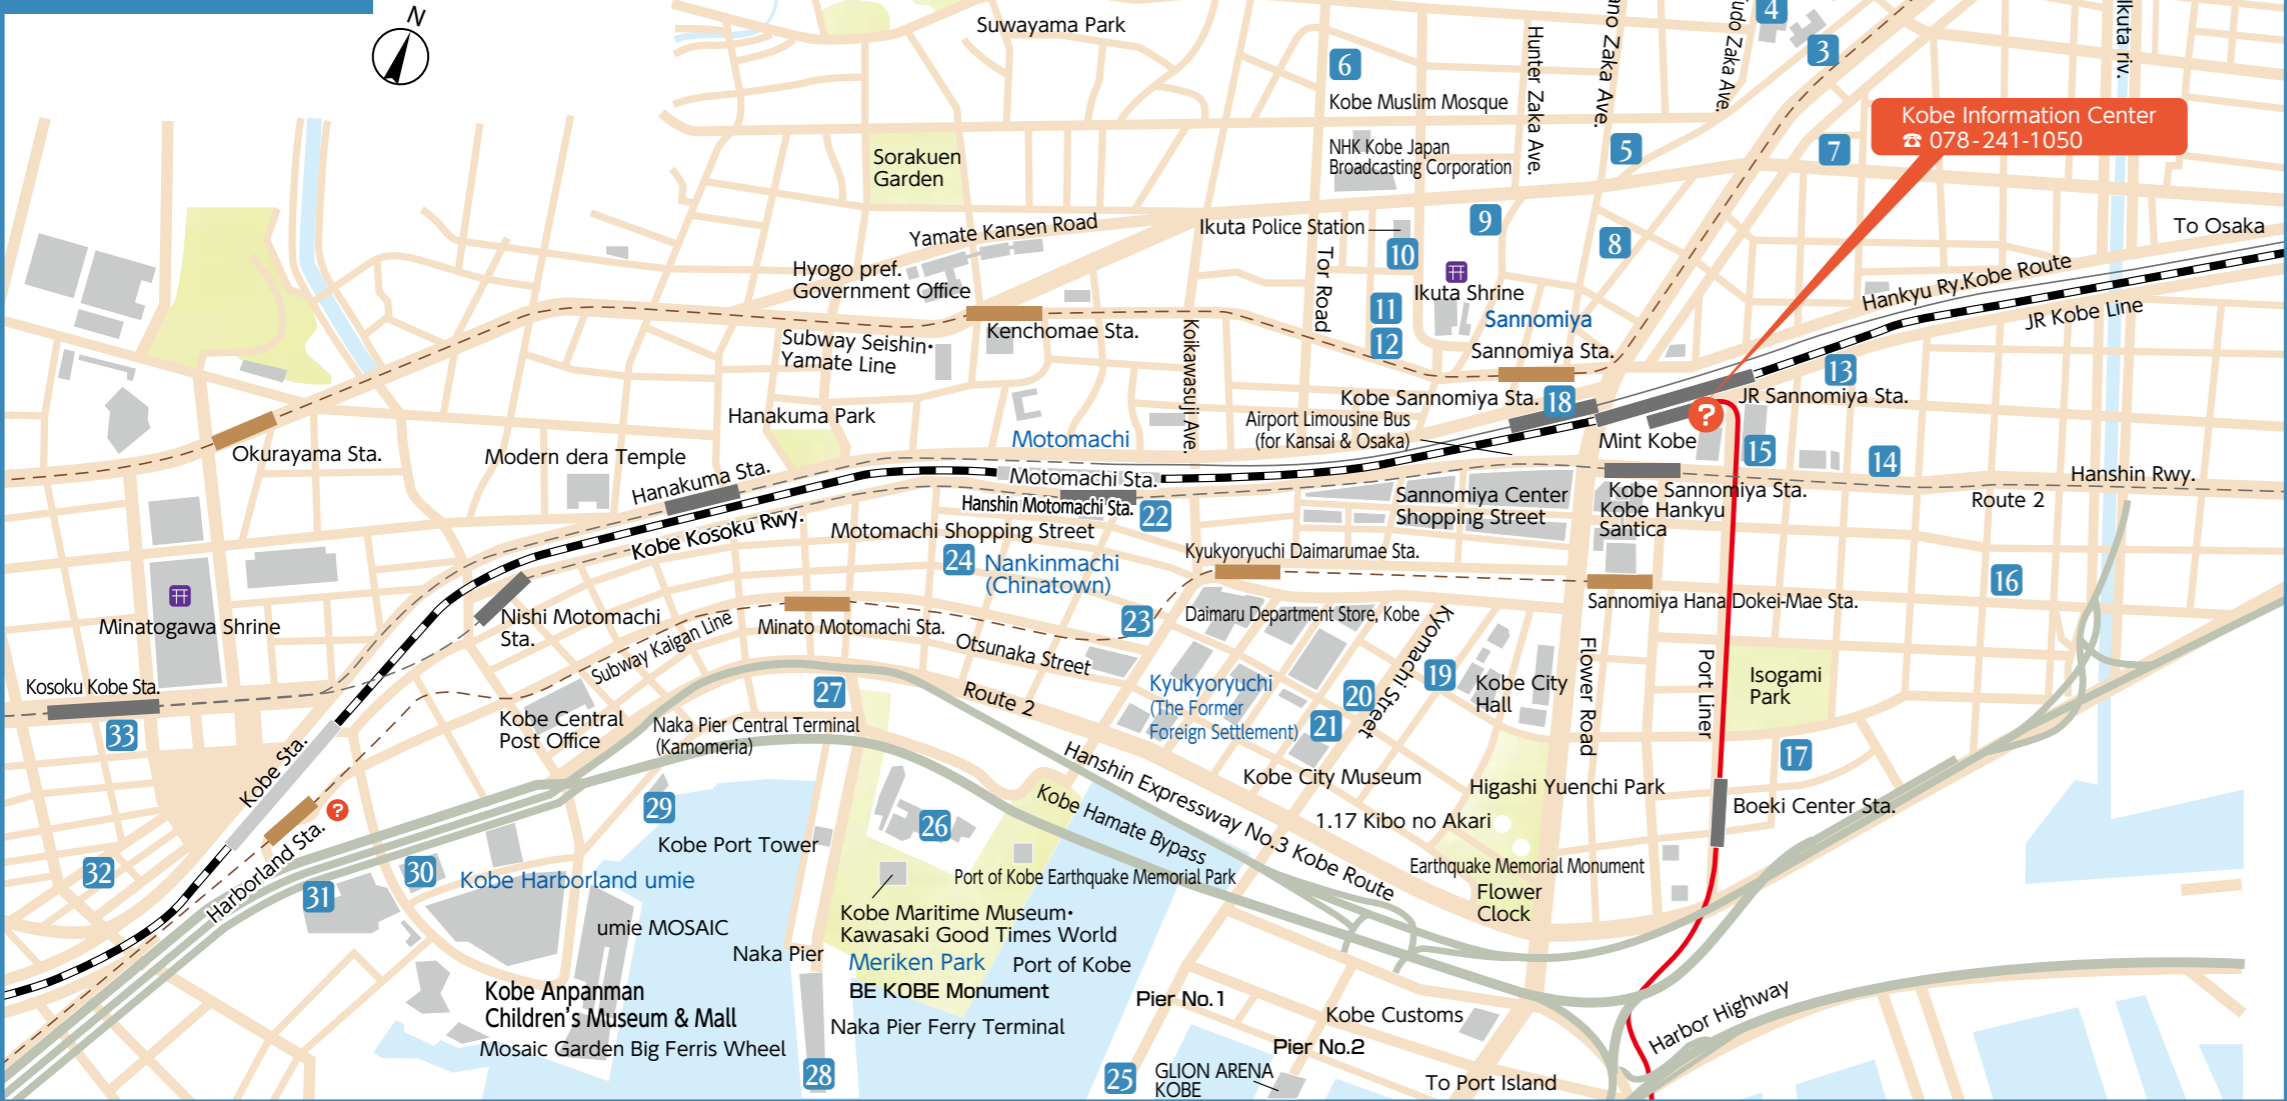 N
Suwayama Park
4
3
6
Kobe Muslim Mosque
Hunter Zaka Ave.
Zaka Ave.
Zaka Ave.
riv.
Kobe Information Center
☎ 078-241-1050
NHK Kobe Japan
Broadcasting Corporation
5
7
Sorakuen
Garden
Yamate Kansen Road
Ikuta Police Station
9
10
8
To Osaka
Hyogo pref.
Government Office
Tor Road
Ikuta Shrine
11
12
Sannomiya
Hankyu Ry.Kobe Route
JR Kobe Line
Kenchomae Sta.
Subway Seishin・
Yamate Line
Koikawasuji Ave.
Sannomiya Sta.
13
Kobe Sannomiya Sta.
18
JR Sannomiya Sta.
Hanakuma Park
Airport Limousine Bus
(for Kansai & Osaka)
?
Mint Kobe
15
14
Motomachi
Okurayama Sta.
Modern dera Temple
Hanakuma Sta.
Motomachi Sta.
Hanshin Motomachi Sta.
22
Hanshin Rwy.
Route 2
Sannomiya Center
Shopping Street
Kobe Sannomiya Sta.
Kobe Hankyu
Santica
Kobe Kosoku Rwy.
Motomachi Shopping Street
24
Nankinmachi
(Chinatown)
Kyukyoryuchi Daimarumae Sta.
16
Minatogawa Shrine
Nishi Motomachi
Sta.
Subway Kaigan Line
Minato Motomachi Sta.
Otsunaka Street
23
Daimaru Department Store, Kobe
Sannomiya Hana Dokei-Mae Sta.
Kyomachi Street
Flower Road
Port Liner
Isogami
Park
Kosoku Kobe Sta.
33
27
Route 2
Kyukyoryuchi
(The Former
Foreign Settlement)
20
21
19
Kobe City
Hall
Kobe Central
Post Office
Naka Pier Central Terminal
(Kamomeria)
17
Kobe Sta.
Hanshin Expressway No.3 Kobe Route
Kobe City Museum
Higashi Yuenchi Park
Boeki Center Sta.
?
Harborland Sta.
29
26
Kobe Hamate Bypass
1.17 Kibo no Akari
Kobe Port Tower
Earthquake Memorial Monument
Flower
Clock
32
31
30
Kobe Harborland umie
Port of Kobe Earthquake Memorial Park
umie MOSAIC
Kobe Maritime Museum・
Kawasaki Good Times World
Naka Pier
Meriken Park
Port of Kobe
BE KOBE Monument
Kobe Anpanman
Children's Museum & Mall
Pier No.1
Kobe Customs
Harbor Highway
Naka Pier Ferry Terminal
Mosaic Garden Big Ferris Wheel
Pier No.2
28
25
GLION ARENA
KOBE
To Port Island